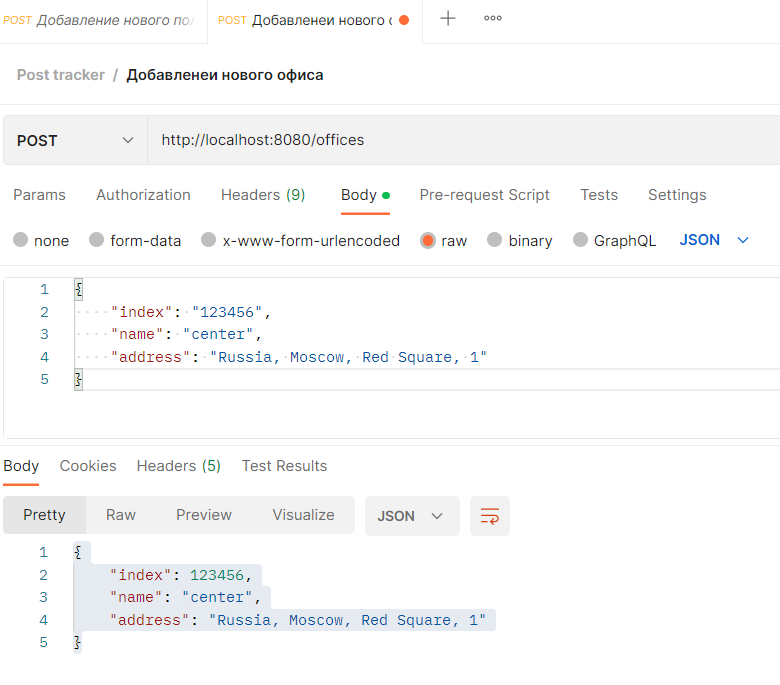 POST Добавление нового пол POST Добавленеи нового о
Post tracker / Добавленеи нового офиса
POST http://localhost:8080/offices
Params Authorization Headers (9) Body Pre-request Script Tests Settings
none form-data x-www-form-urlencoded raw binary GraphQL JSON
1 {
2 "index": "123456",
3 "name": "center",
4 "address": "Russia, Moscow, Red Square, 1"
5 }
Body Cookies Headers (5) Test Results
Pretty Raw Preview Visualize JSON
1 {
2 "index": 123456,
3 "name": "center",
4 "address": "Russia, Moscow, Red Square, 1"
5 }